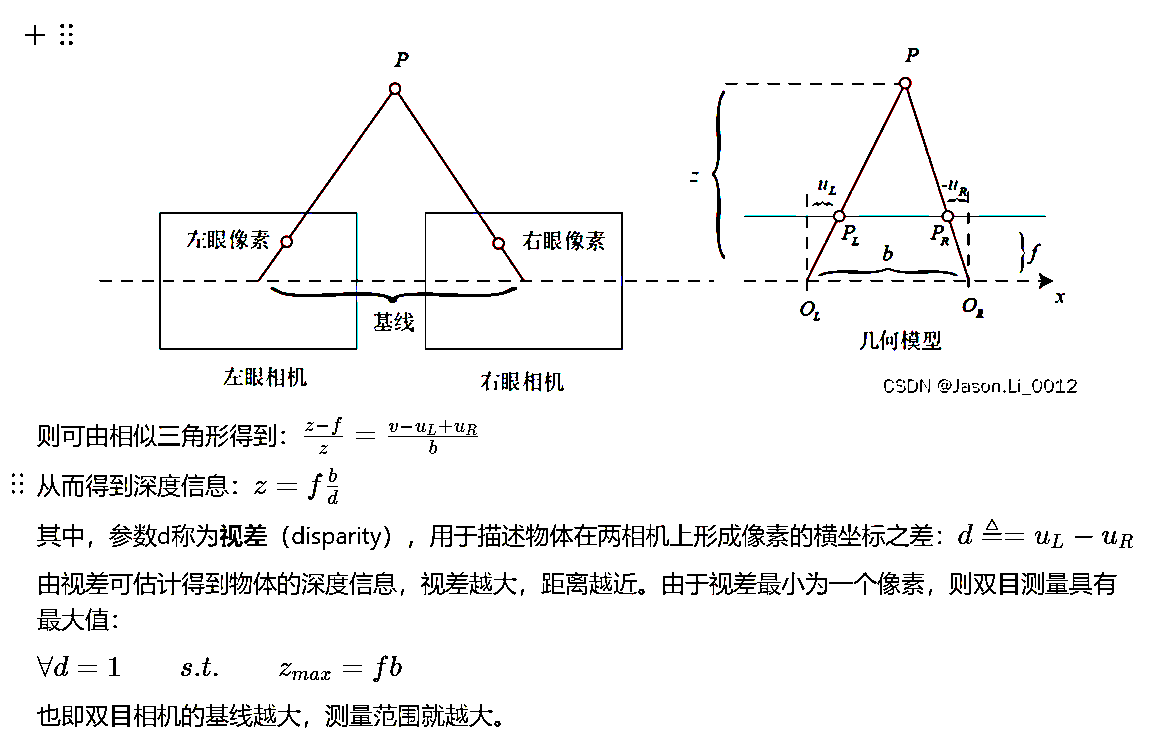 P
左眼像素
右眼像素
基线
左眼相机
右眼相机
P
z
u_L
-u_R
P_L
P_R
b
f
x
O_L
O_R
几何模型
CSDN @Jason.Li_0012
则可由相似三角形得到：\frac{z-f}{z} = \frac{v-u_L+u_R}{b}
从而得到深度信息：z = f\frac{b}{d}
其中，参数d称为视差（disparity），用于描述物体在两相机上形成像素的横坐标之差：d ≜= u_L − u_R
由视差可估计得到物体的深度信息，视差越大，距离越近。由于视差最小为一个像素，则双目测量具有
最大值：
∀d = 1 s.t. z_{max} = fb
也即双目相机的基线越大，测量范围就越大。